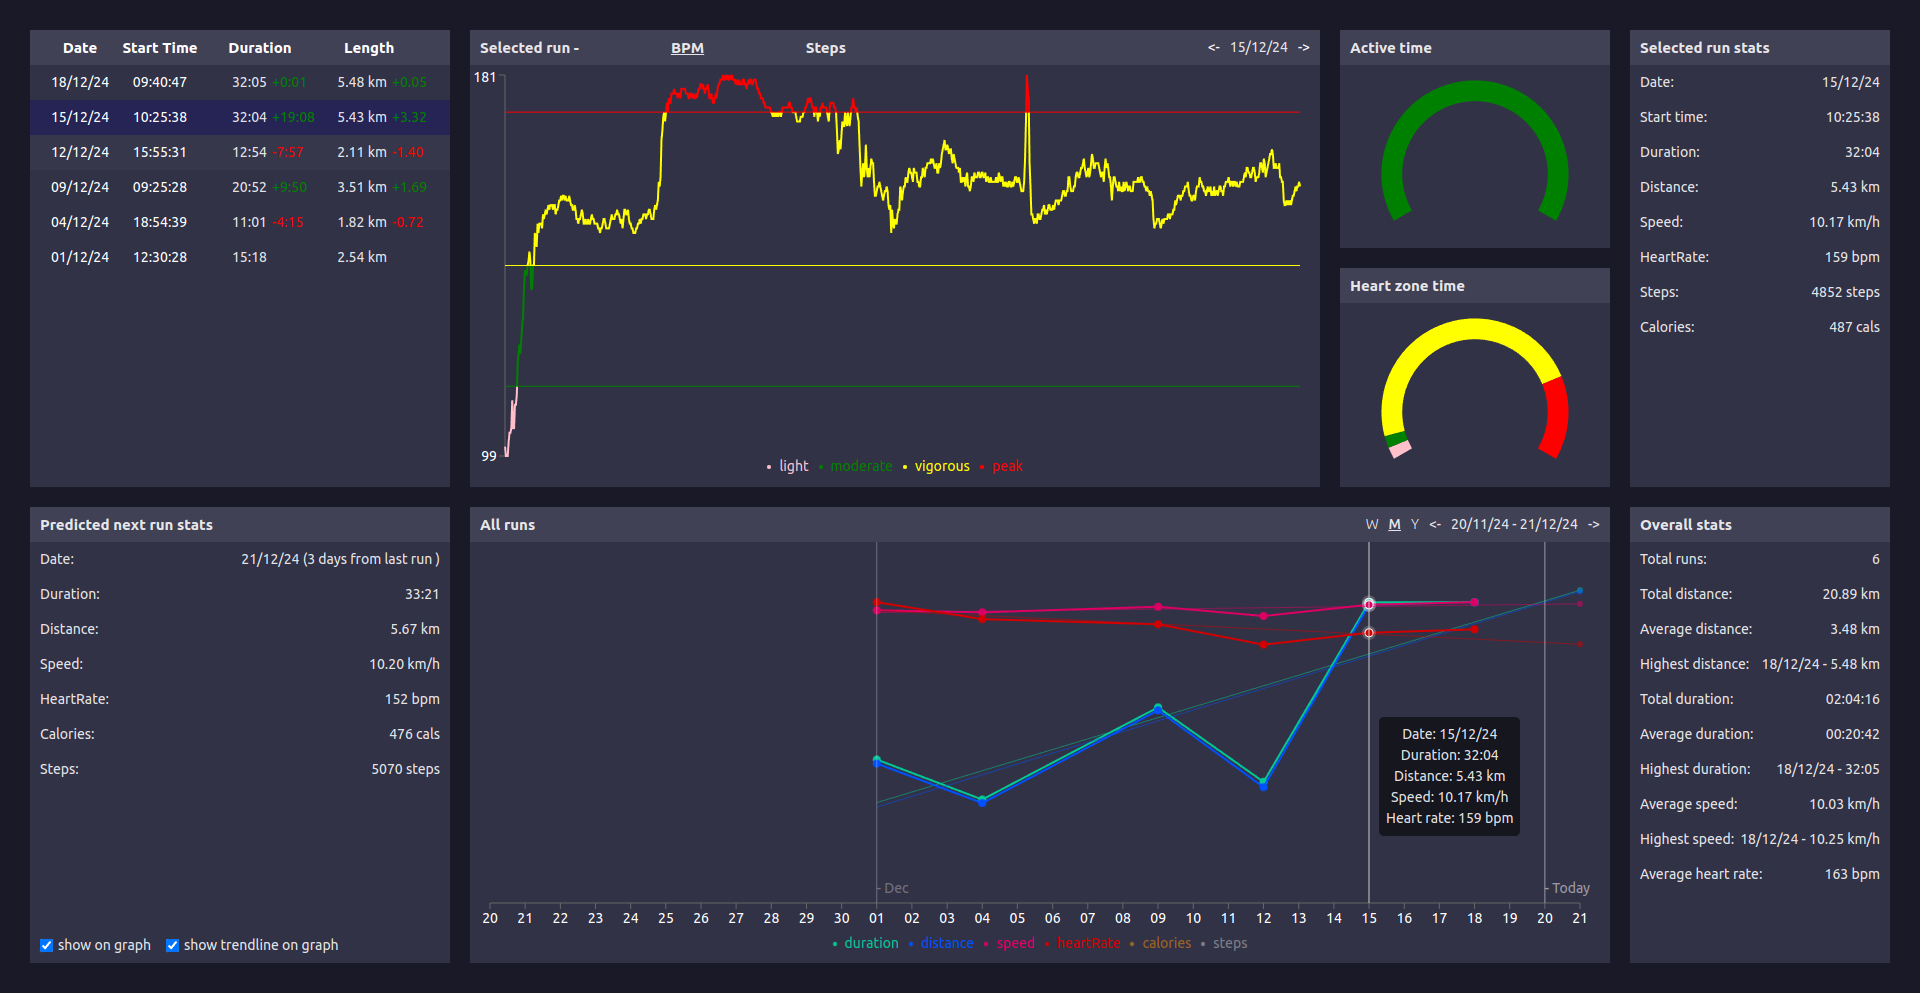 Date Start Time Duration Length
18/12/24 09:40:47 32:05 +0:01 5.48 km +0.05
15/12/24 10:25:38 32:04 +19:08 5.43 km +3.32
12/12/24 15:55:31 12:54 -7:57 2.11 km -1.40
09/12/24 09:25:28 20:52 +9:50 3.51 km +1.69
04/12/24 18:54:39 11:01 -4:15 1.82 km -0.72
01/12/24 12:30:28 15:18 2.54 km
Selected run - BPM Steps <- 15/12/24 ->
181
99
• light • moderate • vigorous • peak
Active time
Heart zone time
Selected run stats
Date: 15/12/24
Start time: 10:25:38
Duration: 32:04
Distance: 5.43 km
Speed: 10.17 km/h
HeartRate: 159 bpm
Steps: 4852 steps
Calories: 487 cals
Predicted next run stats
Date: 21/12/24 (3 days from last run )
Duration: 33:21
Distance: 5.67 km
Speed: 10.20 km/h
HeartRate: 152 bpm
Calories: 476 cals
Steps: 5070 steps
show on graph show trendline on graph
All runs W M Y <- 20/11/24 - 21/12/24 ->
Date: 15/12/24
Duration: 32:04
Distance: 5.43 km
Speed: 10.17 km/h
Heart rate: 159 bpm
- Dec - Today
20 21 22 23 24 25 26 27 28 29 30 01 02 03 04 05 06 07 08 09 10 11 12 13 14 15 16 17 18 19 20 21
• duration • distance • speed • heartRate • calories • steps
Overall stats
Total runs: 6
Total distance: 20.89 km
Average distance: 3.48 km
Highest distance: 18/12/24 - 5.48 km
Total duration: 02:04:16
Average duration: 00:20:42
Highest duration: 18/12/24 - 32:05
Average speed: 10.03 km/h
Highest speed: 18/12/24 - 10.25 km/h
Average heart rate: 163 bpm